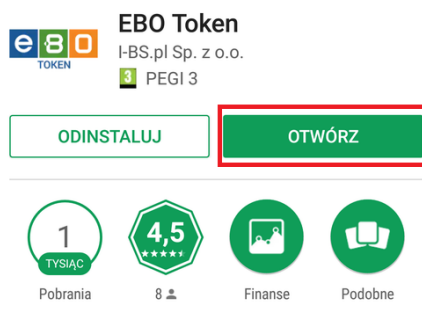 EBO Token
e80
TOKEN
I-BS.pl Sp. z o.o.
3 PEGI 3
ODINSTALUJ
OTWÓRZ
1
TYSIĄC
4,5
Pobrania
8
Finanse
Podobne